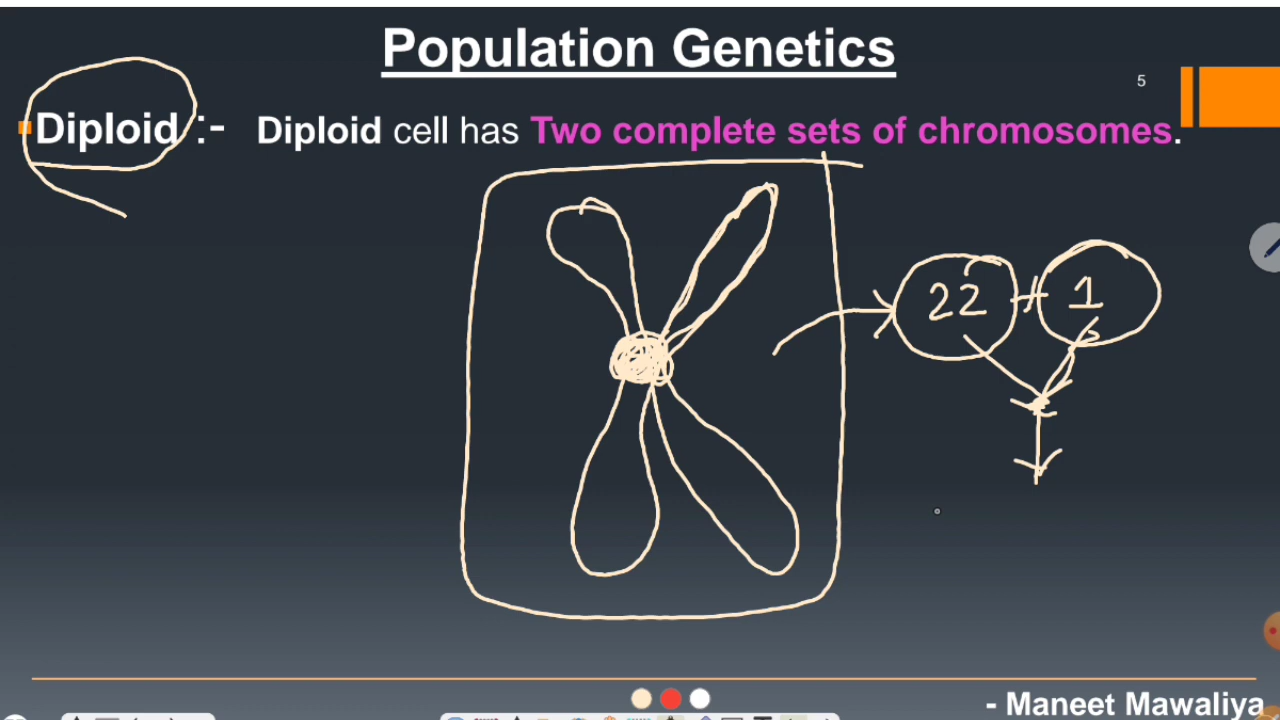 Population Genetics
5
Diploid :- Diploid cell has Two complete sets of chromosomes.
22 + 1
- Maneet Mawaliya